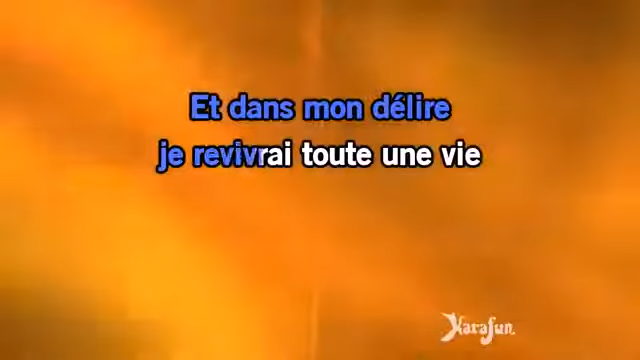 Et dans mon délire
je revivrai toute une vie
Karafun